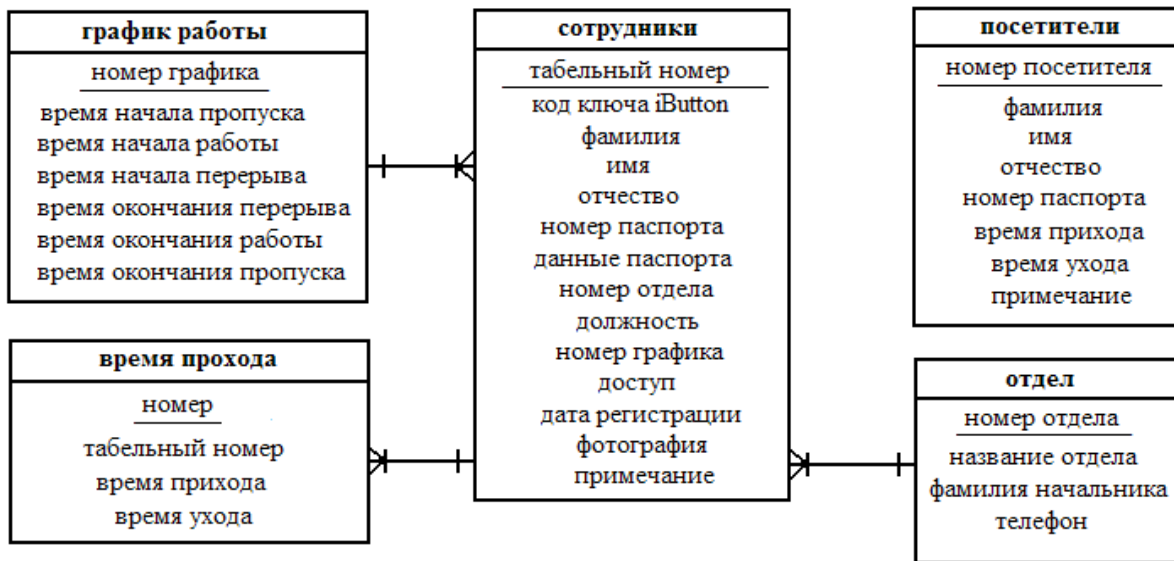 график работы
номер графика
время начала пропуска
время начала работы
время начала перерыва
время окончания перерыва
время окончания работы
время окончания пропуска
сотрудники
табельный номер
код ключа iButton
фамилия
имя
отчество
номер паспорта
данные паспорта
номер отдела
должность
номер графика
доступ
дата регистрации
фотография
примечание
посетители
номер посетителя
фамилия
имя
отчество
номер паспорта
время прихода
время ухода
примечание
время прохода
номер
табельный номер
время прихода
время ухода
отдел
номер отдела
название отдела
фамилия начальника
телефон